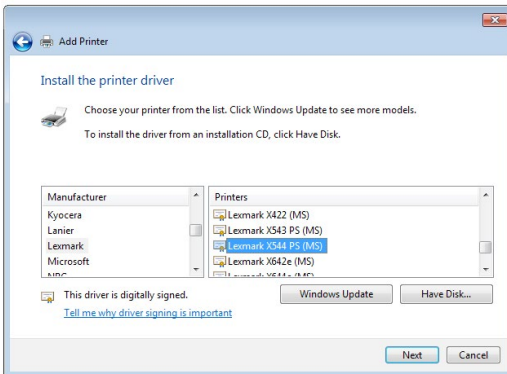 Add Printer
Install the printer driver
Choose your printer from the list. Click Windows Update to see more models.
To install the driver from an installation CD, click Have Disk.
Manufacturer
Kyocera
Lanier
Lexmark
Microsoft
Printers
Lexmark X422 (MS)
Lexmark X543 PS (MS)
Lexmark X544 PS (MS)
Lexmark X642e (MS)
This driver is digitally signed.
Tell me why driver signing is important
Windows Update
Have Disk...
Next
Cancel